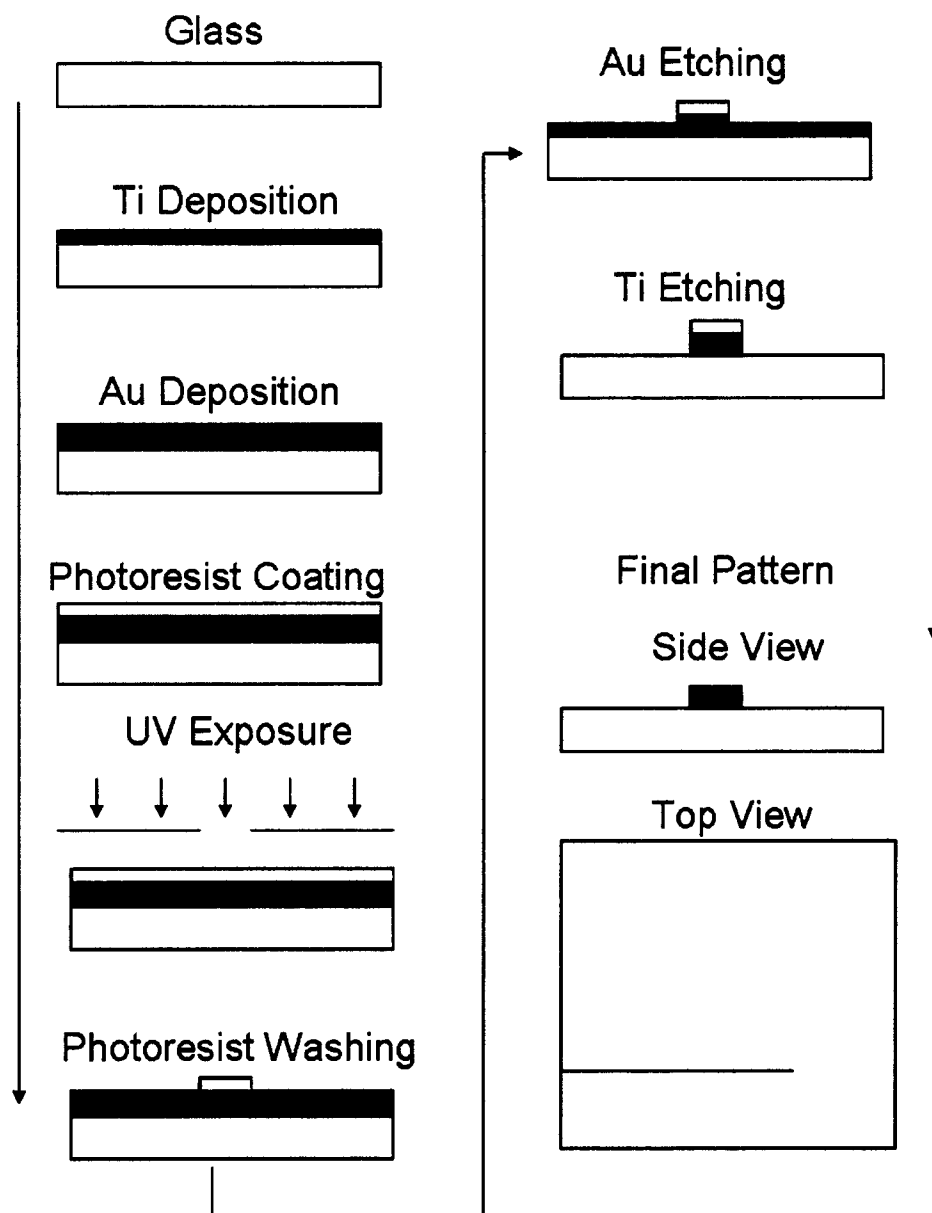 Glass
Ti Deposition
Au Deposition
Photoresist Coating
UV Exposure
Photoresist Washing
Au Etching
Ti Etching
Final Pattern
Side View
Top View